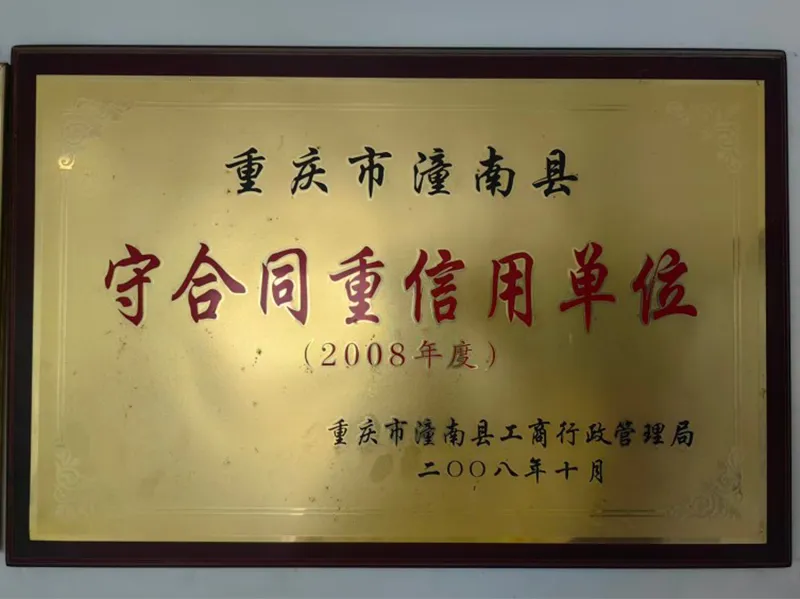 重庆市潼南县
守合同重信用单位
（2008年度）
重庆市潼南县工商行政管理局
二〇〇八年十月